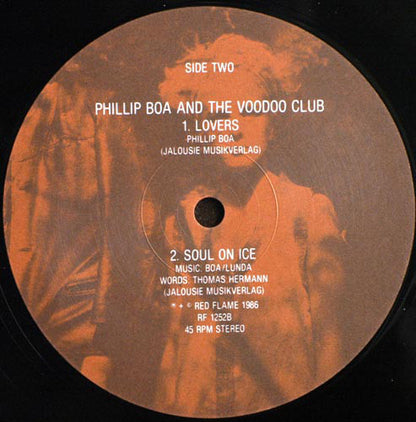 SIDE TWO
PHILLIP BOA AND THE VOODOO CLUB
1. LOVERS
PHILLIP BOA
(JALOUSIE MUSIKVERLAG)
2. SOUL ON ICE
MUSIC: BOA/LUNDA
WORDS: THOMAS HERMANN
(JALOUSIE MUSIKVERLAG)
℗ + © RED FLAME 1986
RF 1252B
45 RPM STEREO